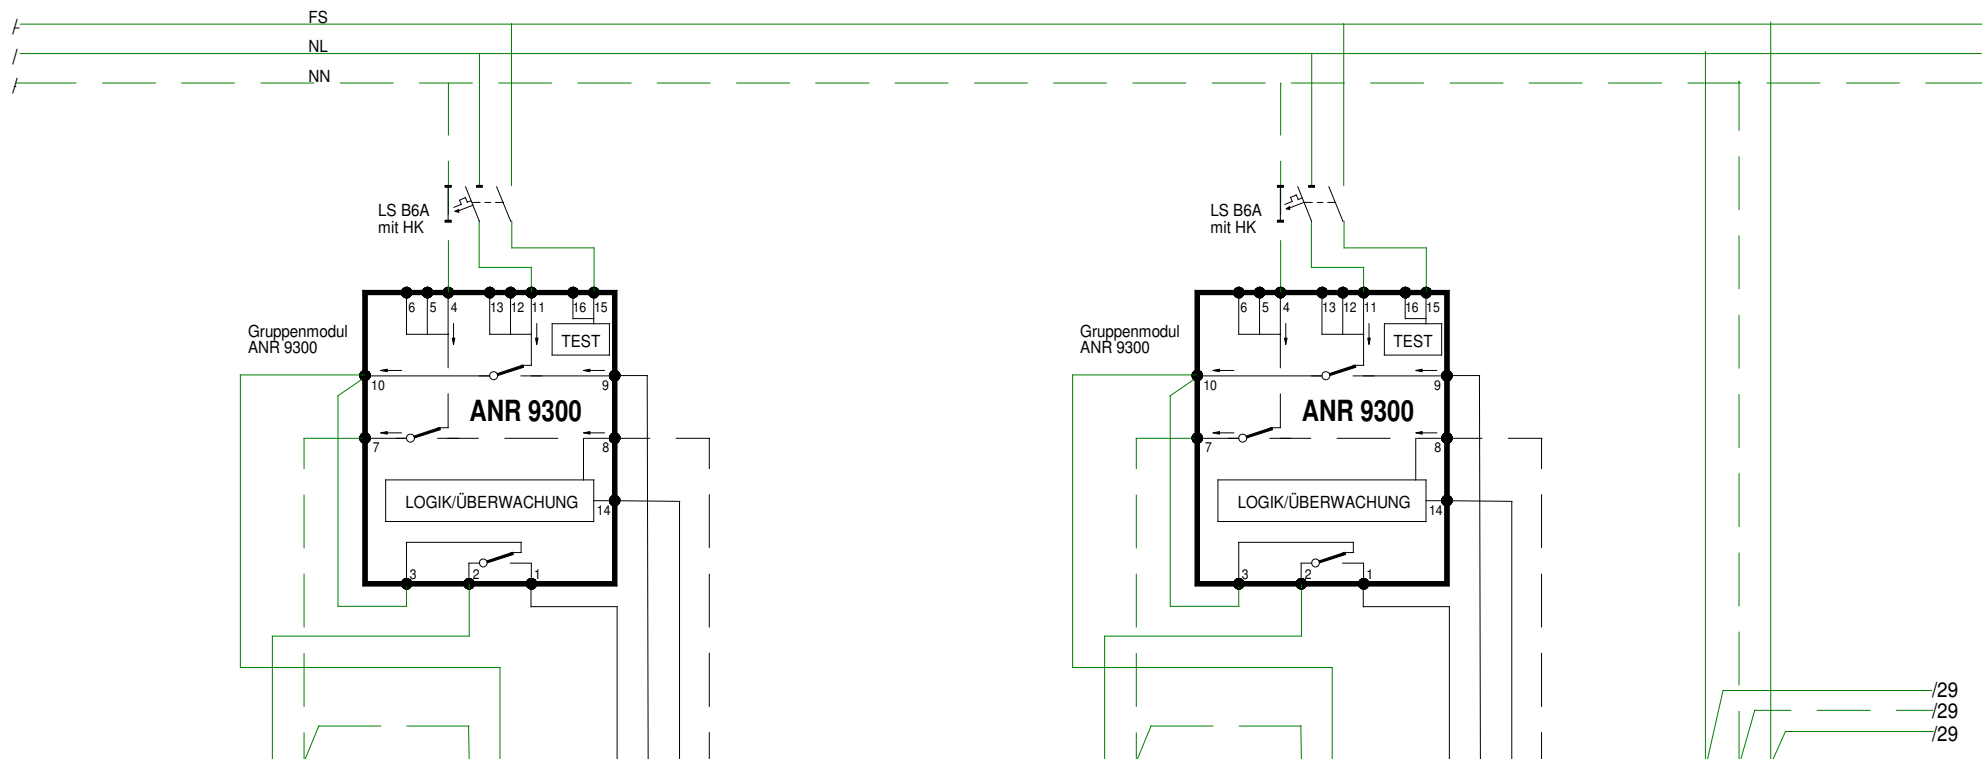 FS
NL
NN
LS B6A
mit HK
LS B6A
mit HK
6 5 4 13 12 11 16 15
6 5 4 13 12 11 16 15
Gruppenmodul
ANR 9300
TEST
Gruppenmodul
ANR 9300
TEST
10 9
10 9
ANR 9300
ANR 9300
7 8
7 8
LOGIK/ÜBERWACHUNG
14
LOGIK/ÜBERWACHUNG
14
3 2 1
3 2 1
/29
/29
/29